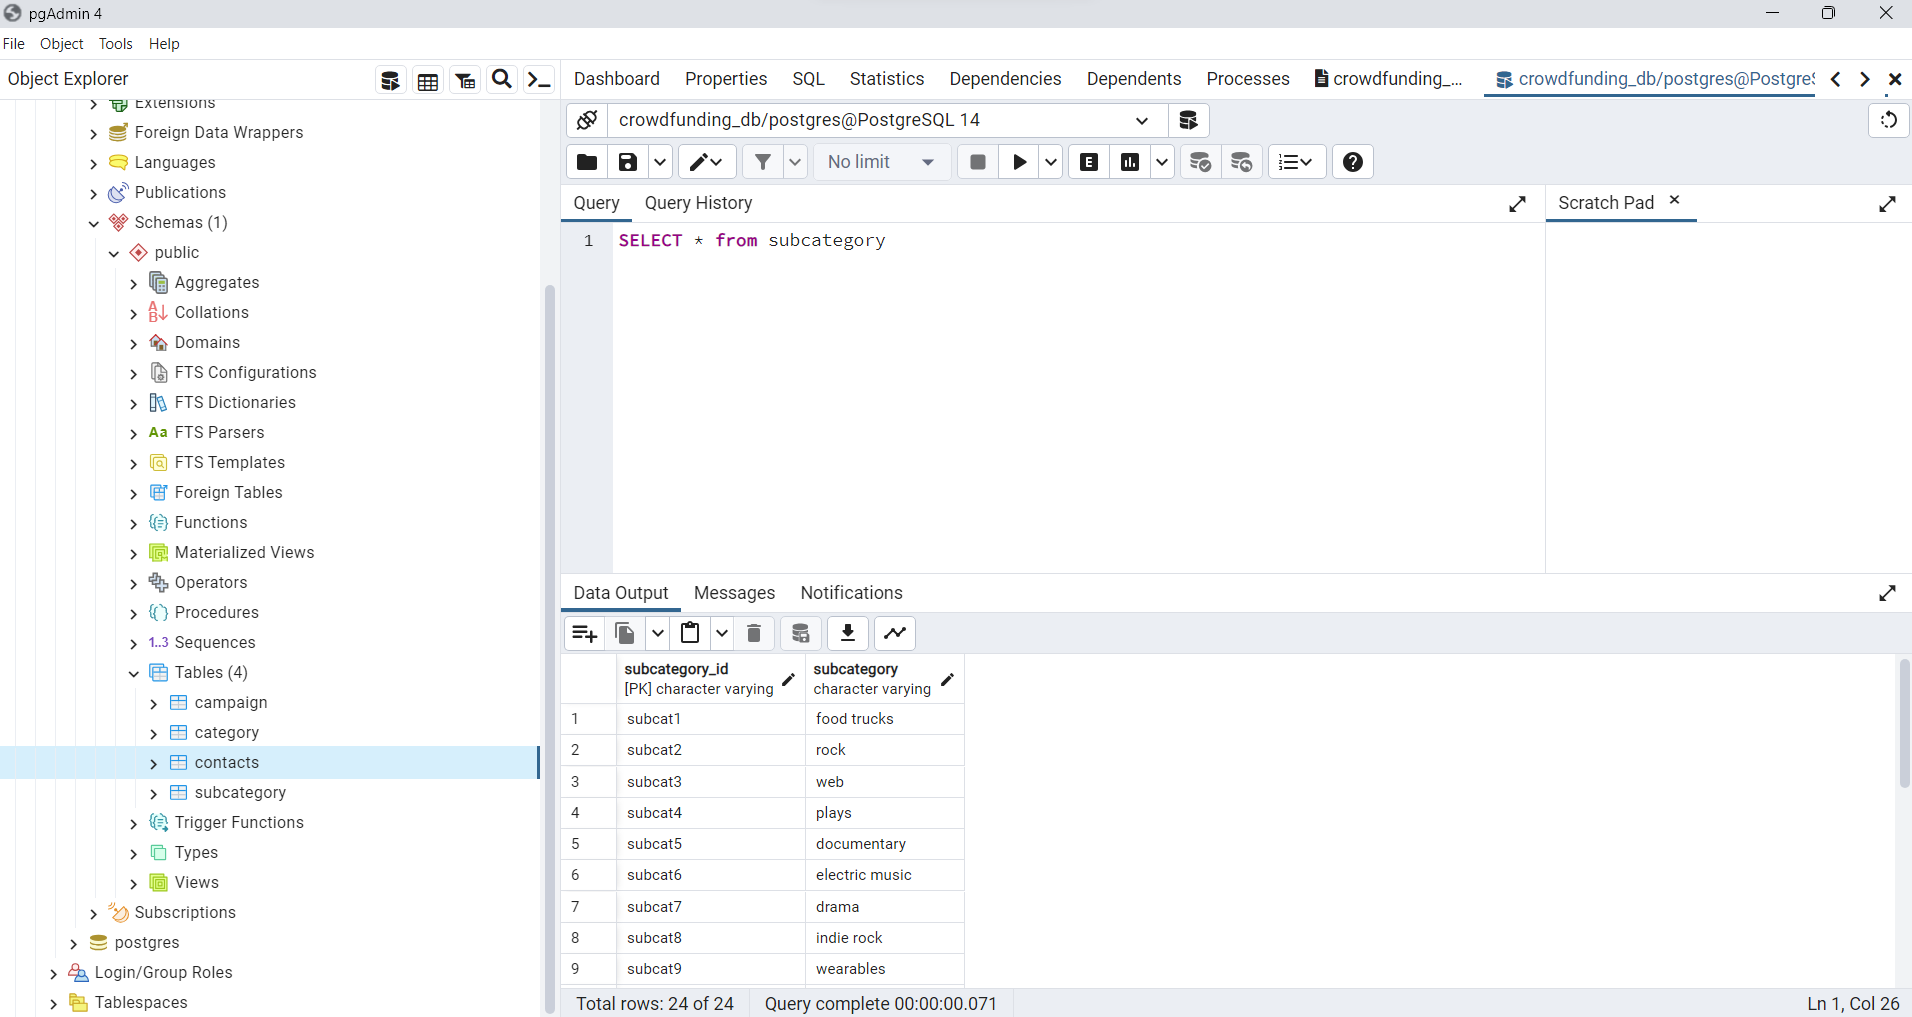 pgAdmin 4
File Object Tools Help
Object Explorer
Dashboard Properties SQL Statistics Dependencies Dependents Processes crowdfunding_... crowdfunding_db/postgres@Postgre
Extensions
Foreign Data Wrappers
Languages
Publications
Schemas (1)
public
Aggregates
Collations
Domains
FTS Configurations
FTS Dictionaries
Aa FTS Parsers
FTS Templates
Foreign Tables
Functions
Materialized Views
Operators
Procedures
1..3 Sequences
Tables (4)
campaign
category
contacts
subcategory
Trigger Functions
Types
Views
Subscriptions
postgres
Login/Group Roles
Tablespaces
crowdfunding_db/postgres@PostgreSQL 14
No limit E
Query Query History
Scratch Pad
1 SELECT * from subcategory
Data Output Messages Notifications
subcategory_id subcategory
[PK] character varying character varying
1 subcat1 food trucks
2 subcat2 rock
3 subcat3 web
4 subcat4 plays
5 subcat5 documentary
6 subcat6 electric music
7 subcat7 drama
8 subcat8 indie rock
9 subcat9 wearables
Total rows: 24 of 24 Query complete 00:00:00.071 Ln 1, Col 26